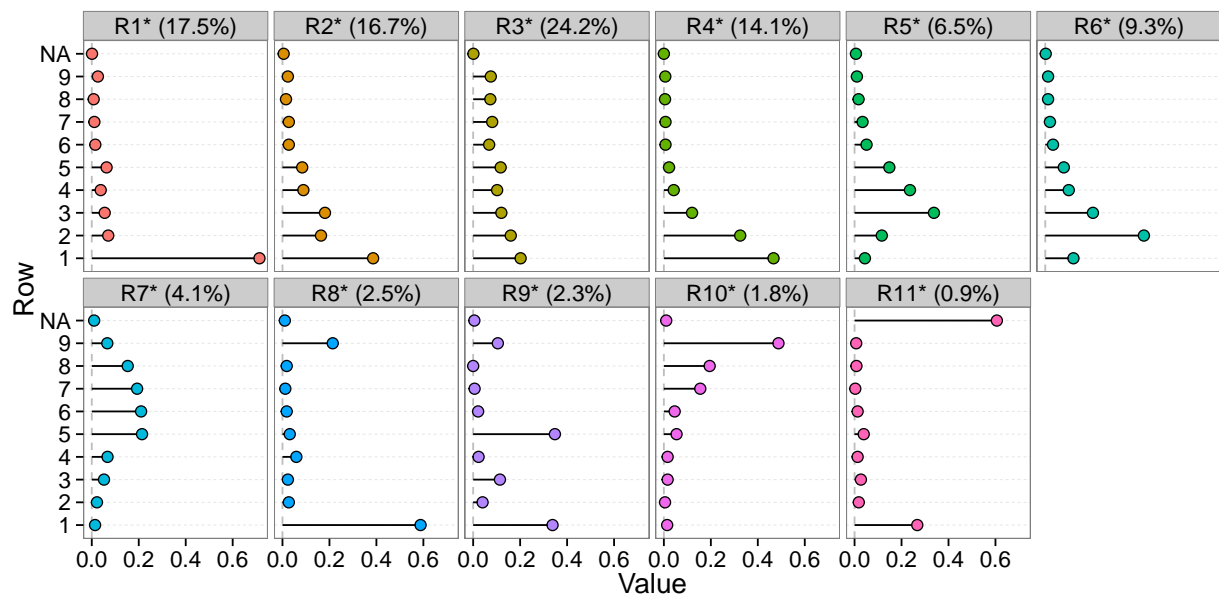 R1* (17.5%) R2* (16.7%) R3* (24.2%) R4* (14.1%) R5* (6.5%) R6* (9.3%)
NA
9
8
7
6
5
4
3
2
1
Row
R7* (4.1%) R8* (2.5%) R9* (2.3%) R10* (1.8%) R11* (0.9%)
NA
9
8
7
6
5
4
3
2
1
0.0 0.2 0.4 0.6 0.0 0.2 0.4 0.6 0.0 0.2 0.4 0.6 0.0 0.2 0.4 0.6 0.0 0.2 0.4 0.6
Value